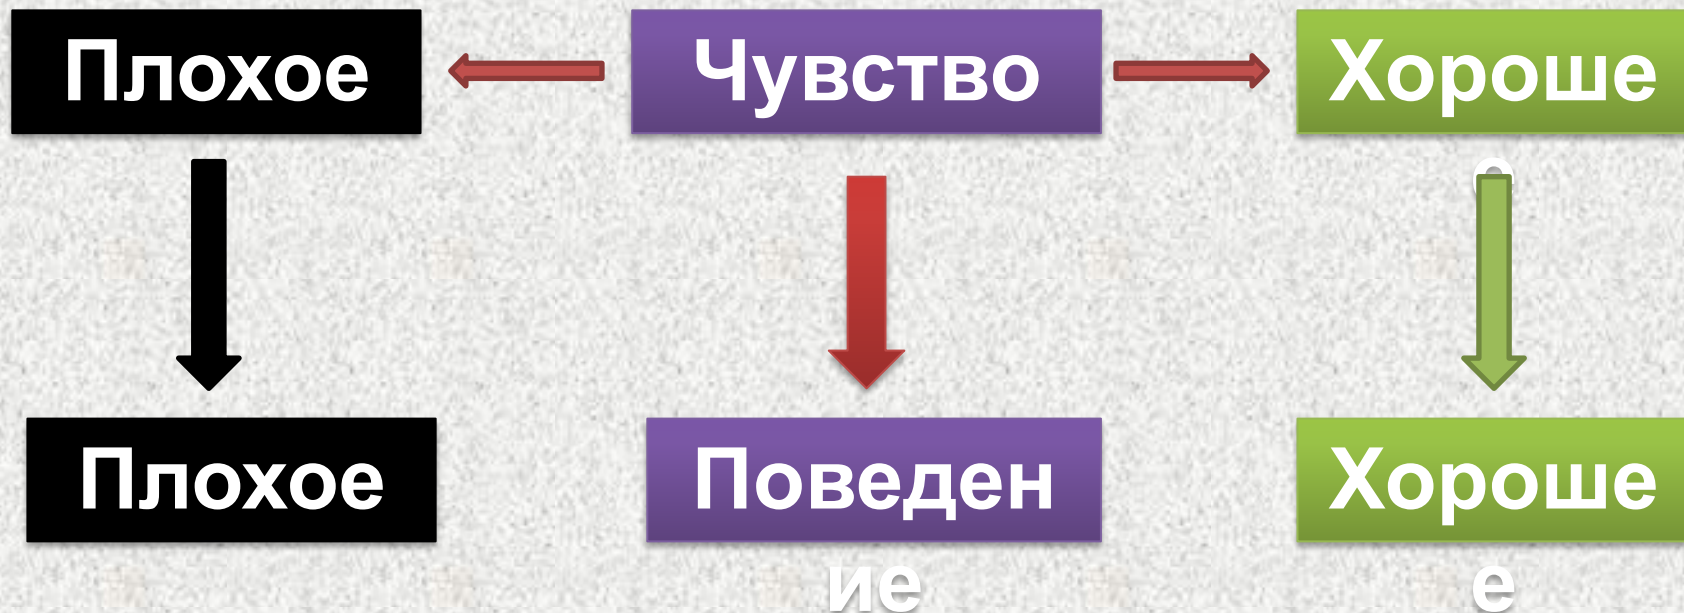 Плохое
Чувство
Хороше
е
Плохое
Поведен
ие
Хороше
е